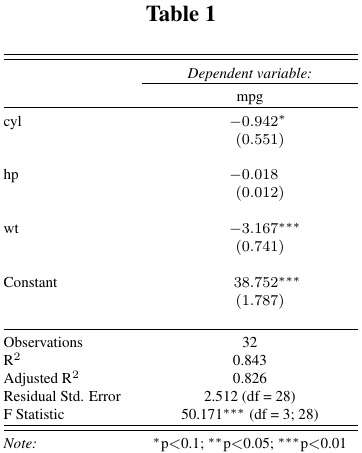 Table 1
Dependent variable:
mpg
cyl −0.942*
(0.551)
hp −0.018
(0.012)
wt −3.167***
(0.741)
Constant 38.752***
(1.787)
Observations 32
R² 0.843
Adjusted R² 0.826
Residual Std. Error 2.512 (df = 28)
F Statistic 50.171*** (df = 3; 28)
Note: *p<0.1; **p<0.05; ***p<0.01